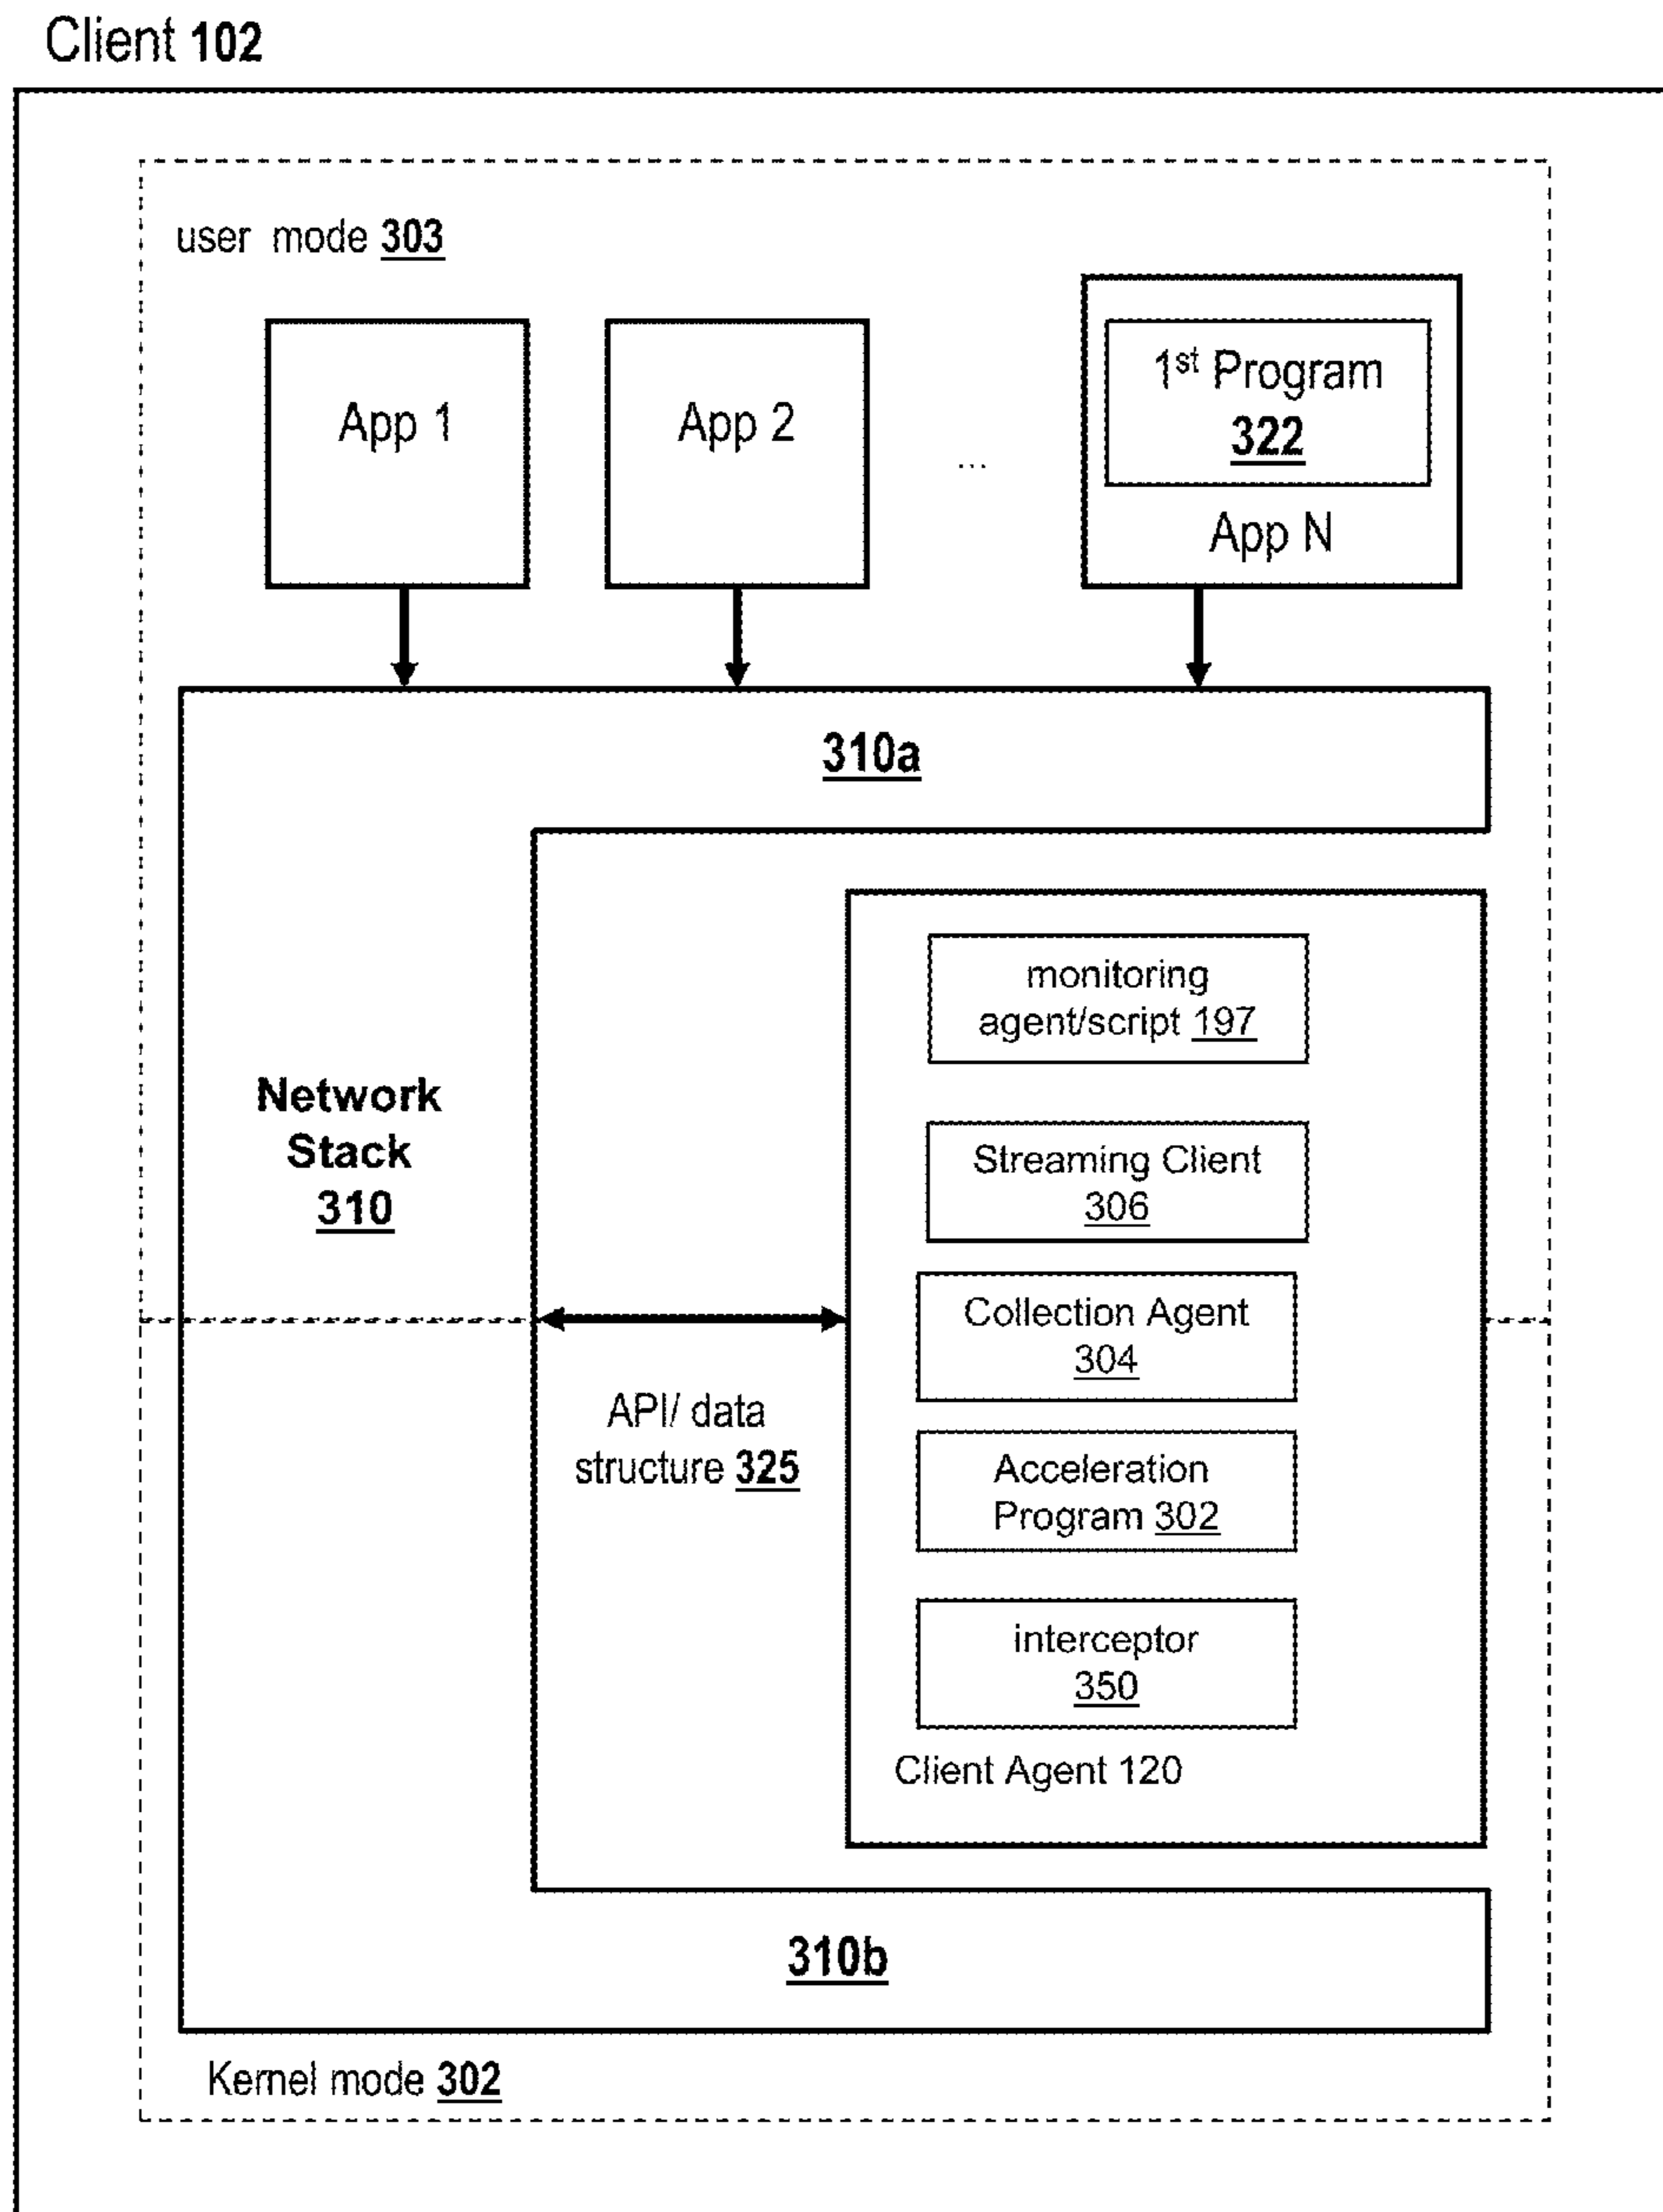 Client 102
user mode 303
App 1
App 2
...
1st Program
322
App N
310a
Network
Stack
310
monitoring
agent/script 197
Streaming Client
306
Collection Agent
304
API/ data
structure 325
Acceleration
Program 302
interceptor
350
Client Agent 120
310b
Kernel mode 302